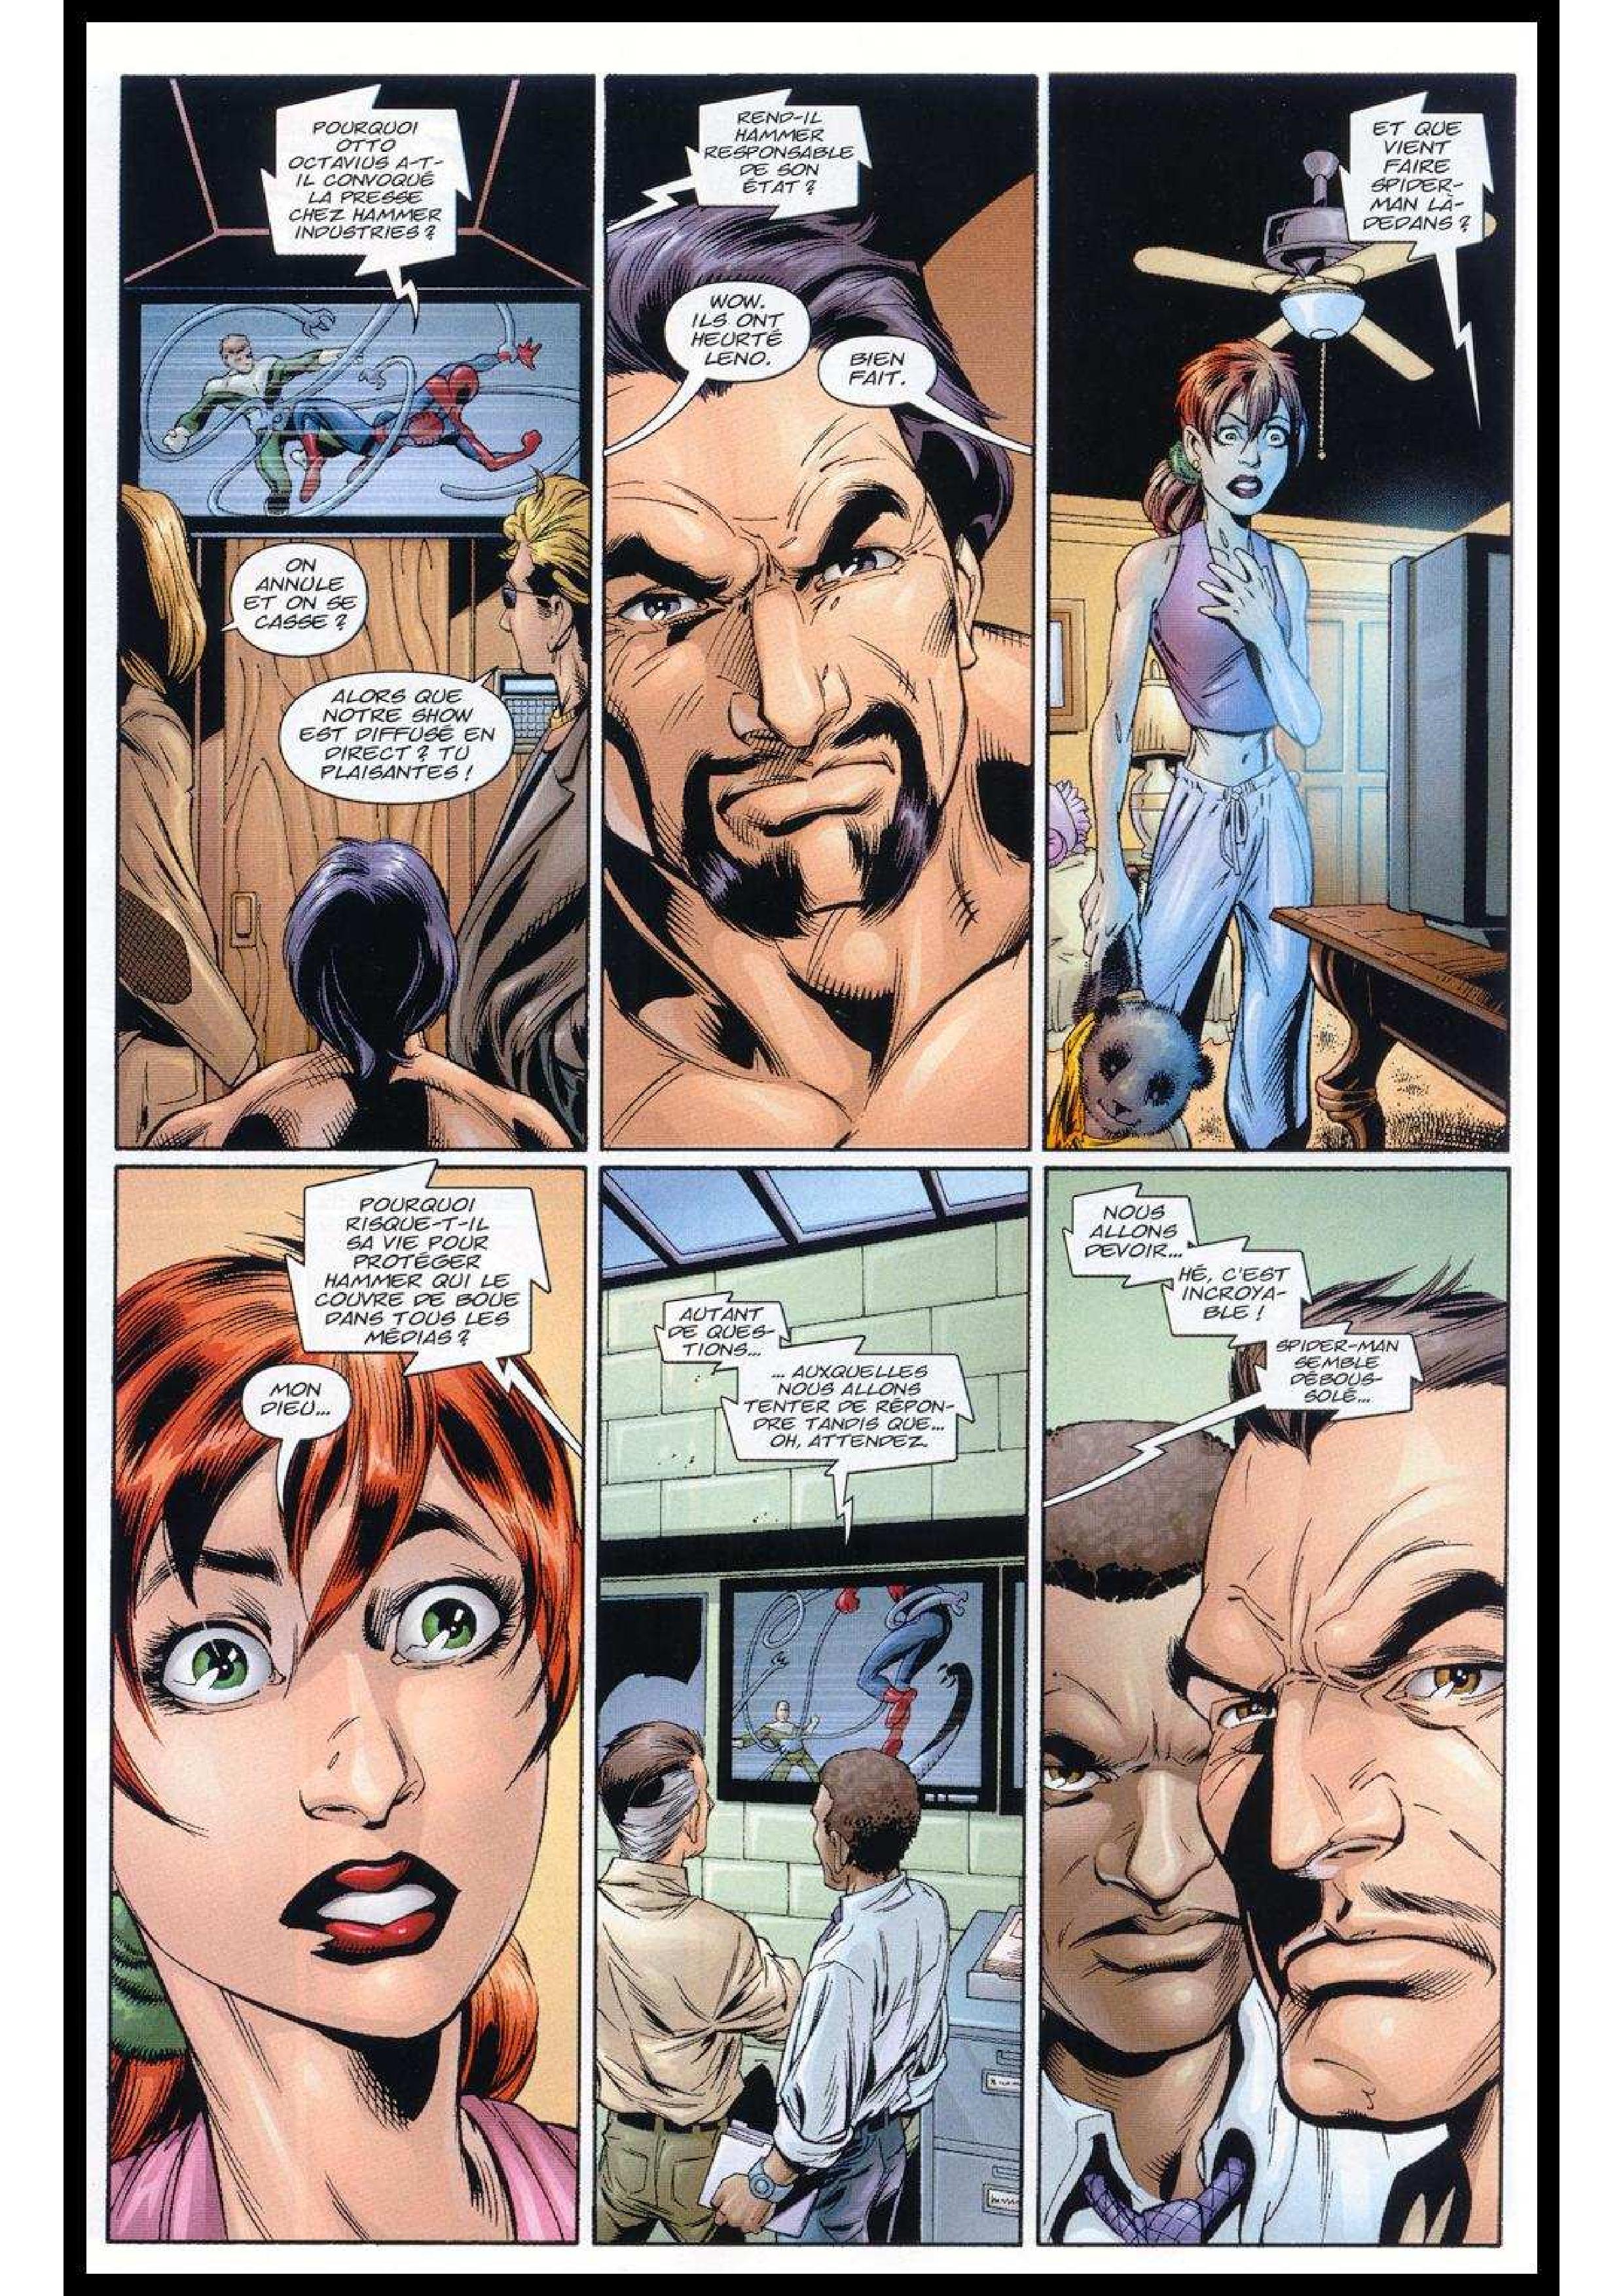 POURQUOI
OTTO
OCTAVIUS A-T-
IL CONVOQUÉ
LA PRESSE
CHEZ HAMMER
INDUSTRIES ?
ON
ANNULE
ET ON SE
CASSE ?
ALORS QUE
NOTRE SHOW
EST DIFFUSÉ EN
DIRECT ? TU
PLAISANTES !
REND-IL
HAMMER
RESPONSABLE
DE SON
ÉTAT ?
WOW.
ILS ONT
HEURTÉ
LENO.
BIEN
FAIT.
ET QUE
VIENT
FAIRE
SPIDER-
MAN LÀ-
DEDANS ?
POURQUOI
RISQUE-T-IL
SA VIE POUR
PROTÉGER
HAMMER QUI LE
COUVRE DE BOUE
DANS TOUS LES
MÉDIAS ?
MON
DIEU...
AUTANT
DE QUES-
TIONS...
... AUXQUELLES
NOUS ALLONS
TENTER DE RÉPON-
DRE TANDIS QUE...
OH, ATTENDEZ.
NOUS
ALLONS
DEVOIR...
HÉ, C'EST
INCROYA-
BLE !
SPIDER-MAN
SEMBLE
DÉBOUS-
SOLÉ...